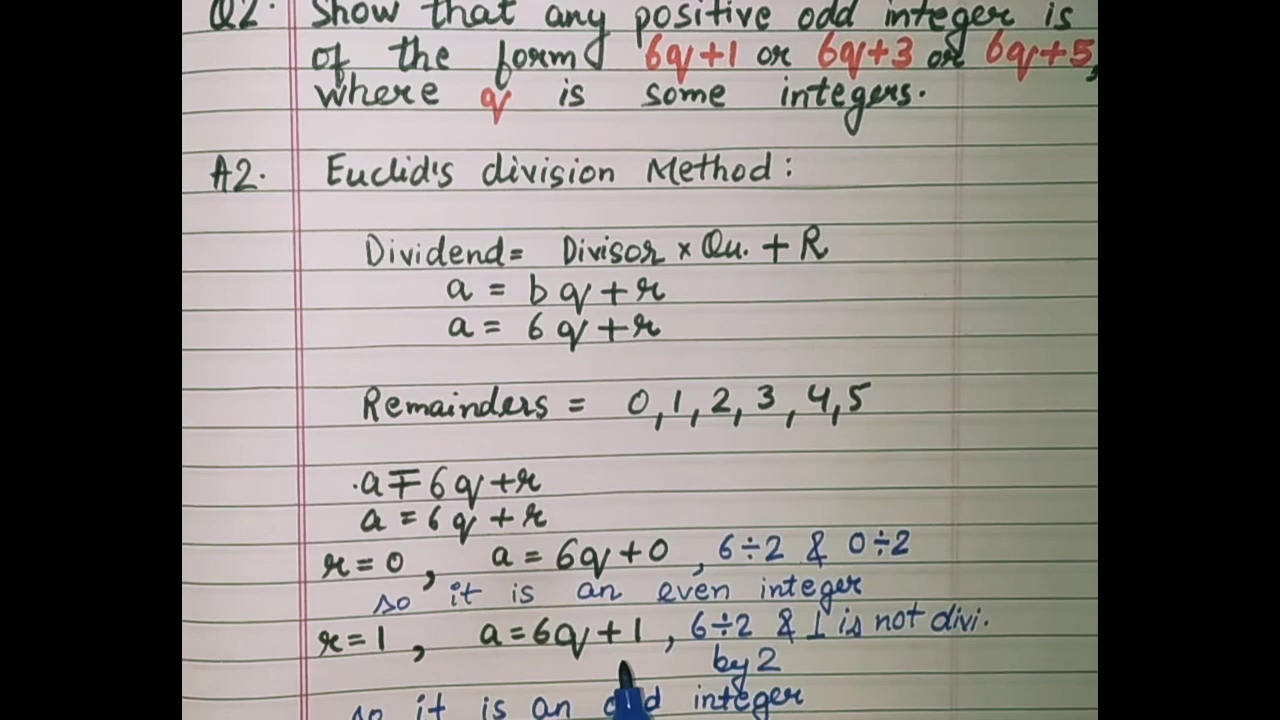 Q2. Show that any positive odd integer is
of the form 6q+1 or 6q+3 or 6q+5,
where q is some integers.
A2. Euclid's division Method:
Dividend= Divisor × Qu. + R
a = bq+r
a = 6q+r
Remainders = 0,1,2,3,4,5
.a∓6q+r
a=6q+r
r=0, a=6q+0, 6÷2 & 0÷2
so it is an even integer
r=1, a=6q+1, 6÷2 & 1 is not divi.
by 2
so it is an odd integer